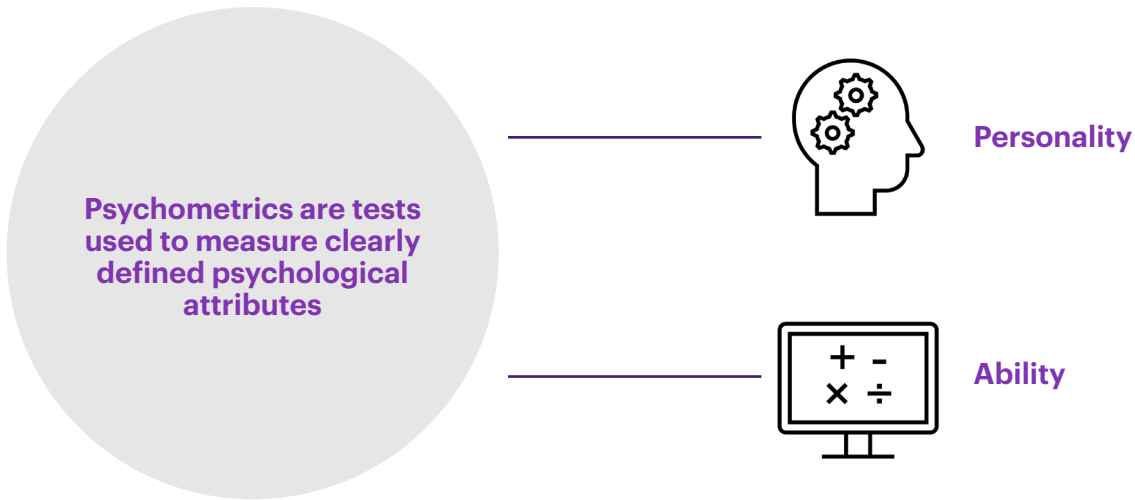 Psychometrics are tests
used to measure clearly
defined psychological
attributes
Personality
+ -
× ÷
Ability